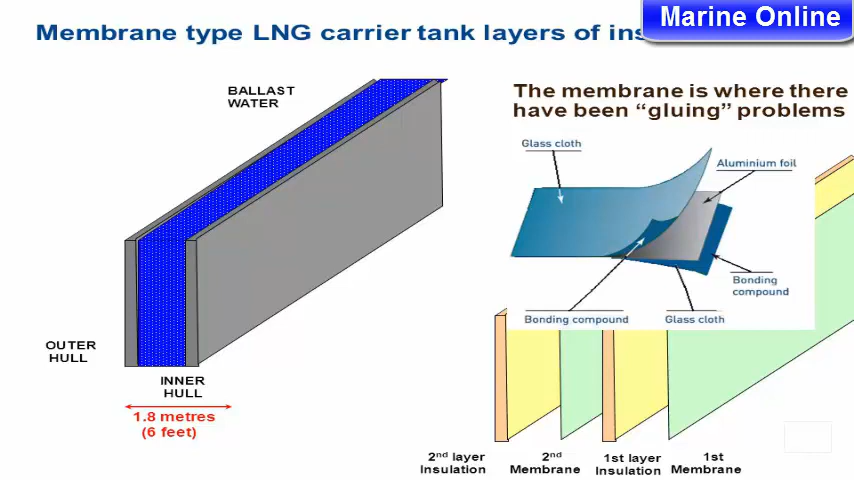 Membrane type LNG carrier tank layers of
Marine Online
BALLAST
WATER
The membrane is where there
have been “gluing” problems
Glass cloth
Aluminium foil
Bonding
compound
Bonding compound
Glass cloth
OUTER
HULL
INNER
HULL
1.8 metres
(6 feet)
2nd layer
Insulation
2nd
Membrane
1st layer
Insulation
1st
Membrane